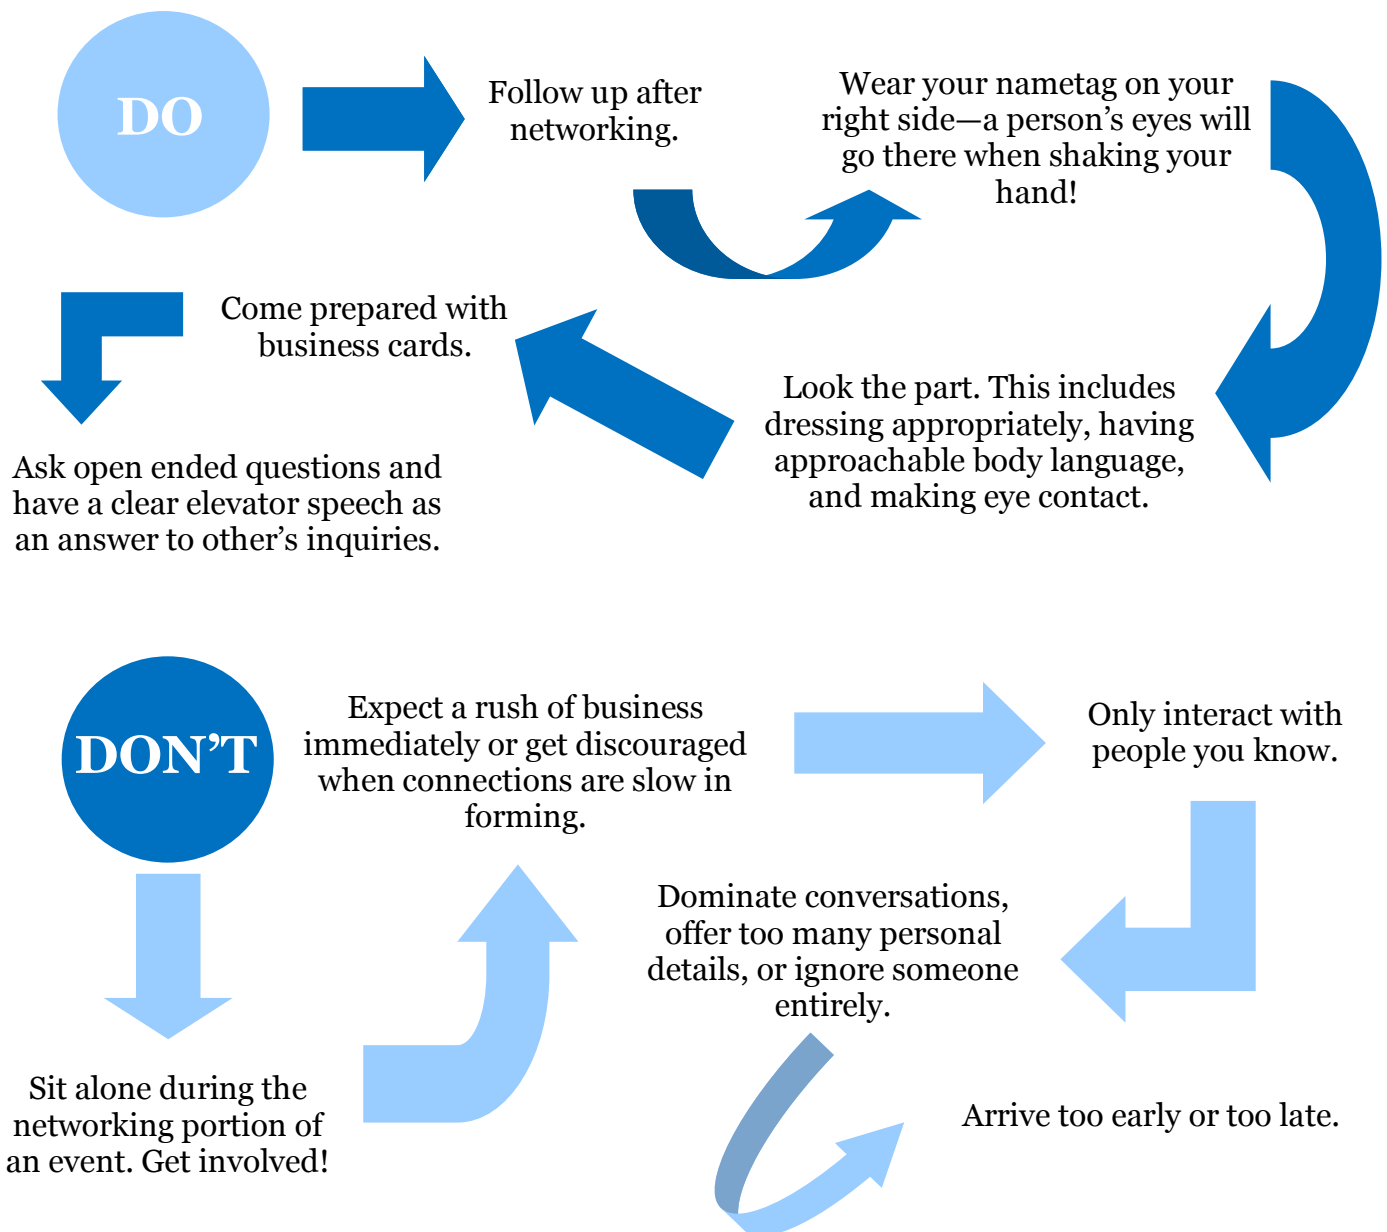 DO
Follow up after
networking.
Wear your nametag on your
right side—a person’s eyes will
go there when shaking your
hand!
Look the part. This includes
dressing appropriately, having
approachable body language,
and making eye contact.
Come prepared with
business cards.
Ask open ended questions and
have a clear elevator speech as
an answer to other’s inquiries.
DON’T
Sit alone during the
networking portion of
an event. Get involved!
Expect a rush of business
immediately or get discouraged
when connections are slow in
forming.
Only interact with
people you know.
Dominate conversations,
offer too many personal
details, or ignore someone
entirely.
Arrive too early or too late.